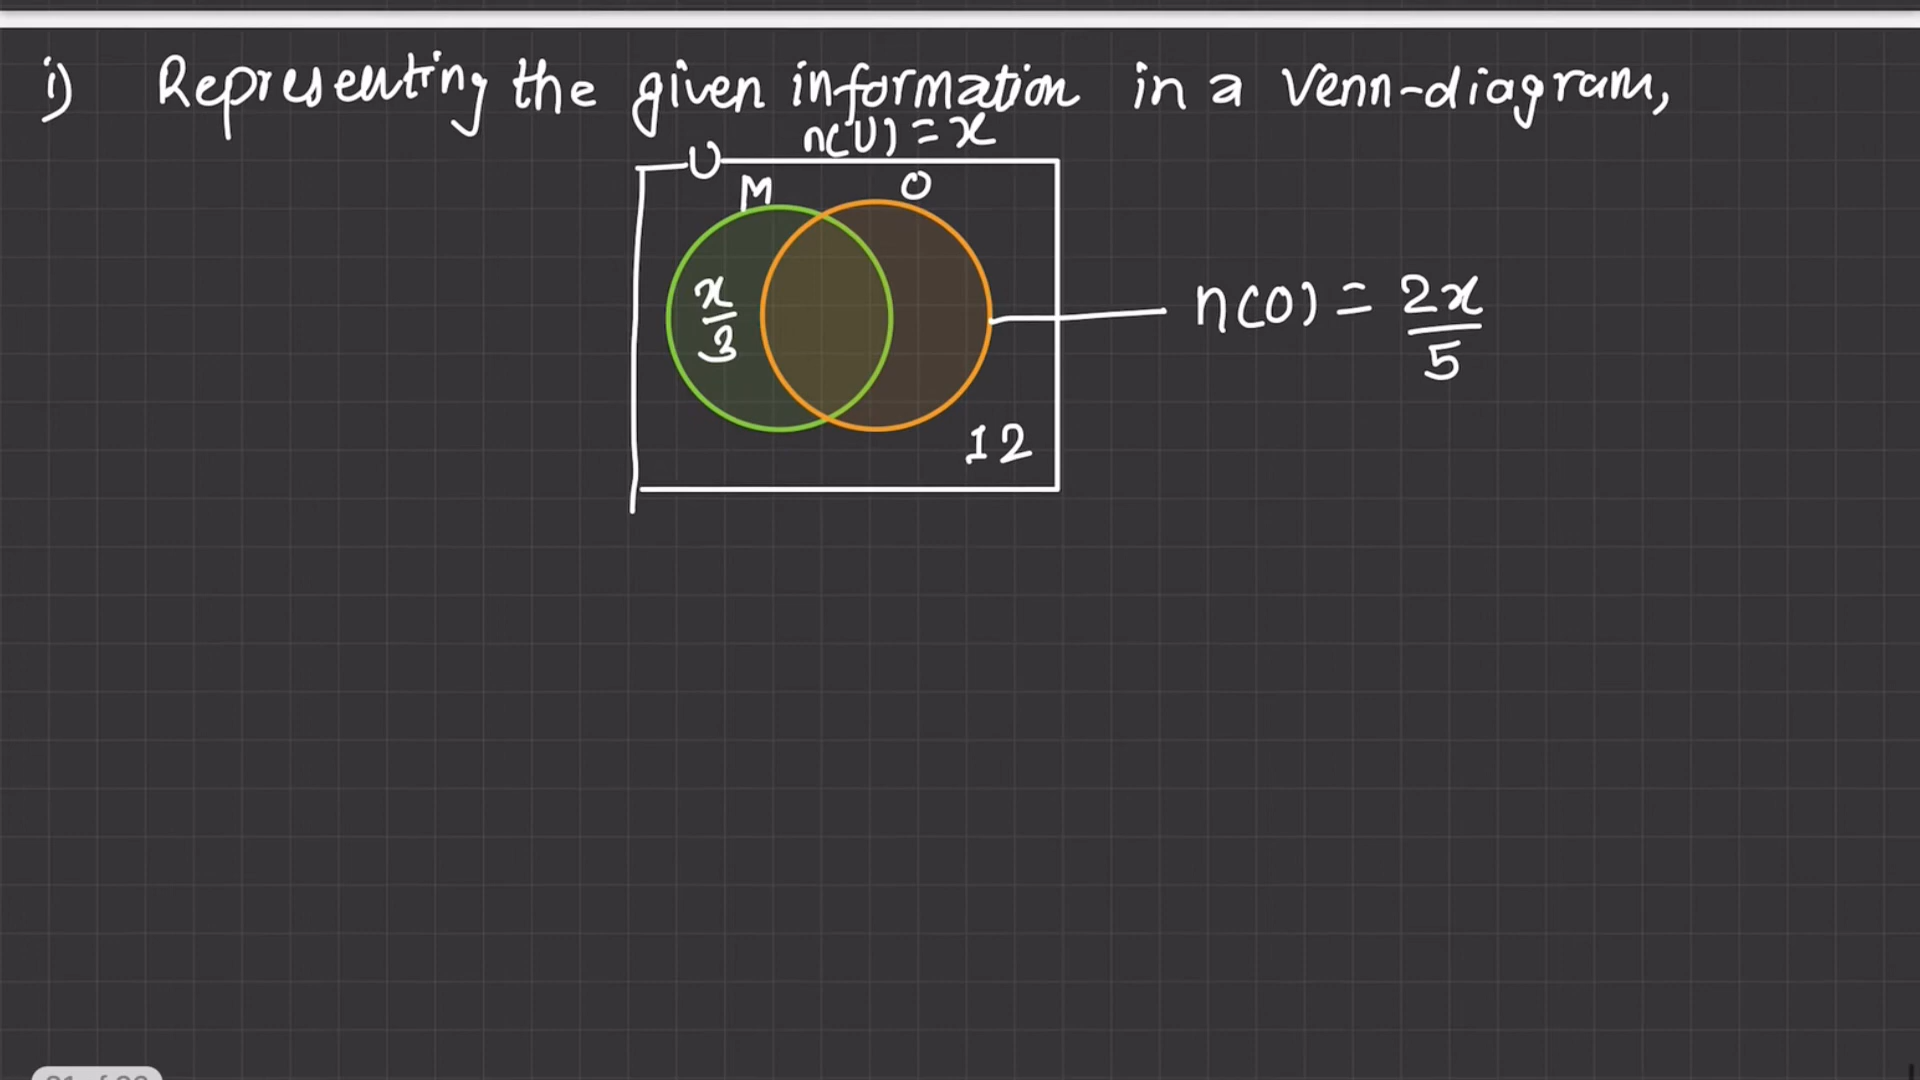 i) Representing the given information in a Venn-diagram,
n(U) = x
U
M O
x/3
n(O) = 2x/5
12